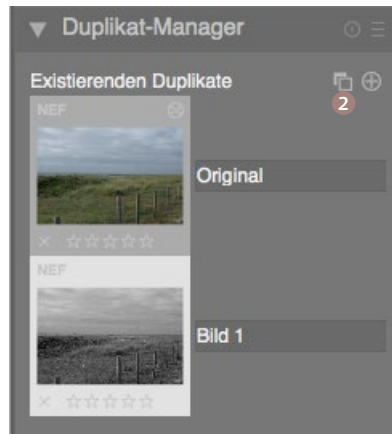 Duplikat-Manager
Existierenden Duplikate
2
NEF
Original
NEF
Bild 1